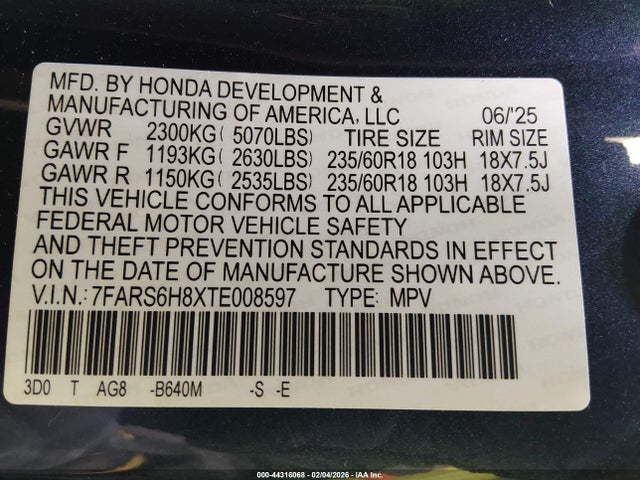 MFD. BY HONDA DEVELOPMENT &
MANUFACTURING OF AMERICA, LLC 06/'25
GVWR 2300KG ( 5070LBS) TIRE SIZE RIM SIZE
GAWR F 1193KG ( 2630LBS) 235/60R18 103H 18X7.5J
GAWR R 1150KG ( 2535LBS) 235/60R18 103H 18X7.5J
THIS VEHICLE CONFORMS TO ALL APPLICABLE
FEDERAL MOTOR VEHICLE SAFETY
AND THEFT PREVENTION STANDARDS IN EFFECT
ON THE DATE OF MANUFACTURE SHOWN ABOVE.
V.I.N.: 7FARS6H8XTE008597 TYPE: MPV
3D0 T AG8 -B640M -S -E
000-44316068 - 02/04/2026 - IAA Inc.